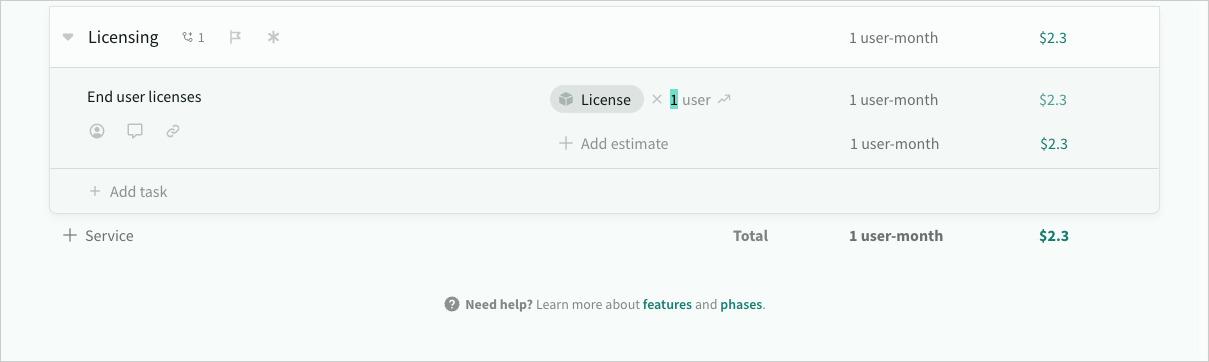 Licensing 1 1 user-month $2.3
End user licenses License × 1 user 1 user-month $2.3
+ Add estimate 1 user-month $2.3
+ Add task
+ Service Total 1 user-month $2.3
? Need help? Learn more about features and phases.